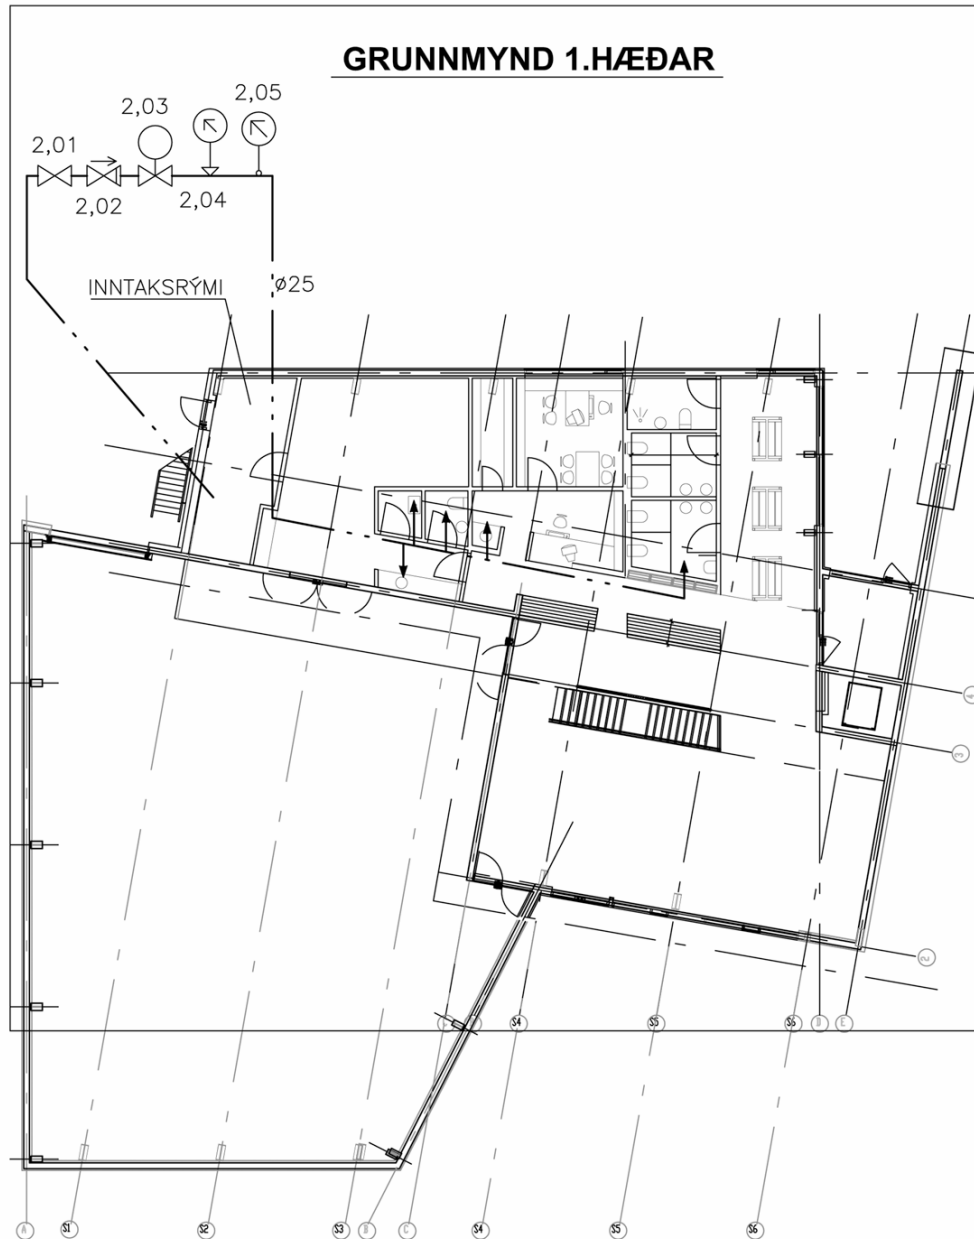 GRUNNMYND 1.HÆÐAR
2,05
2,03
2,01
2,02
2,04
INNTAKSRÝMI
ø25
4
3
2
S4
S5
S6
D
E
A
S1
S2
S3
B
C
S4
S5
S6